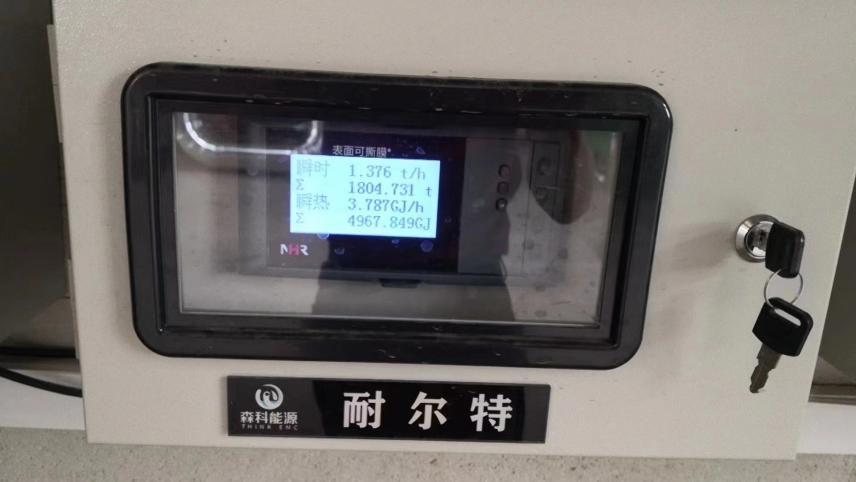 表面可撕膜*
瞬时 1.376 t/h
Σ 1804.731 t
瞬热 3.787GJ/h
Σ 4967.849GJ
NHR
森科能源
THINK ENC
耐尔特